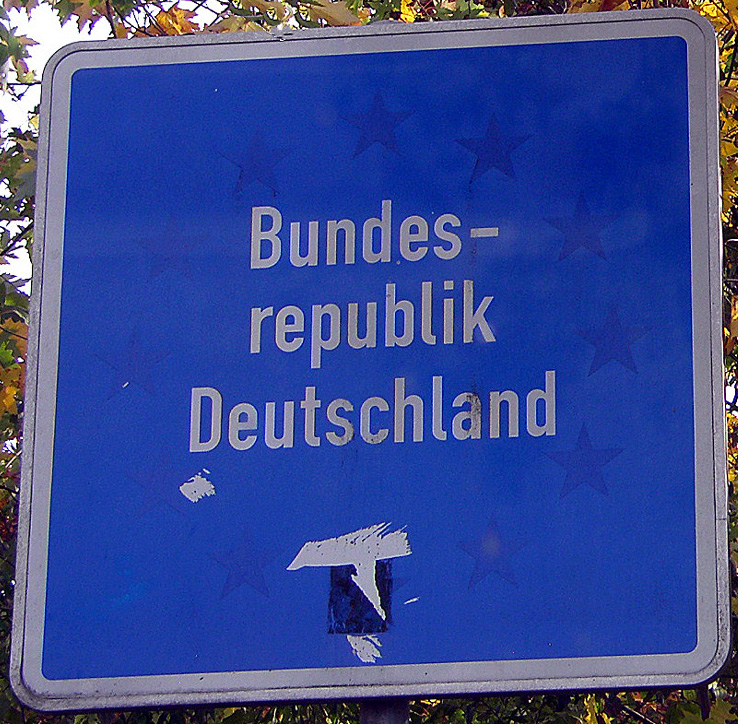 Bundes-
republik
Deutschland